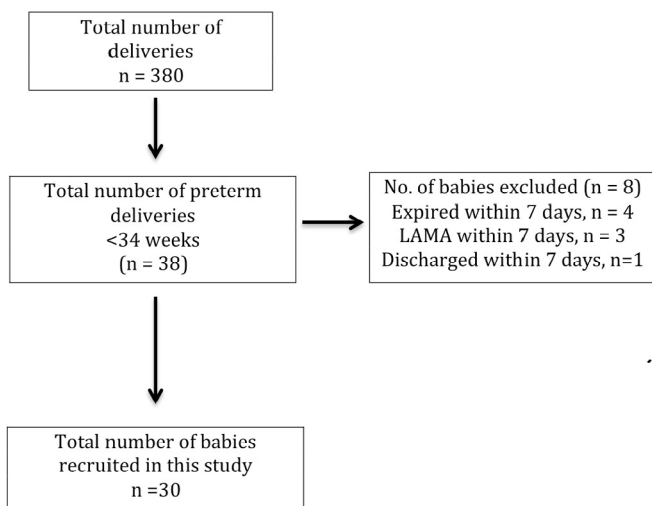 Total number of
deliveries
n = 380
Total number of preterm
deliveries
<34 weeks
(n = 38)
No. of babies excluded (n = 8)
Expired within 7 days, n = 4
LAMA within 7 days, n = 3
Discharged within 7 days, n=1
Total number of babies
recruited in this study
n =30